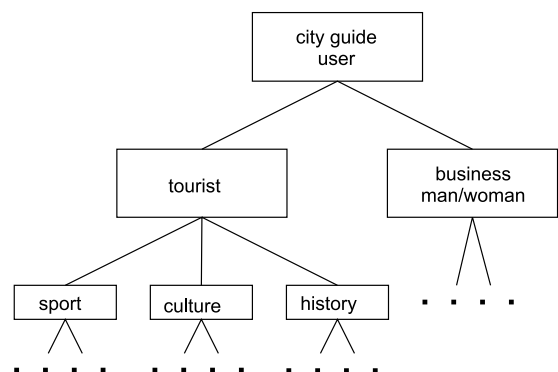 city guide
user
tourist
business
man/woman
sport
culture
history